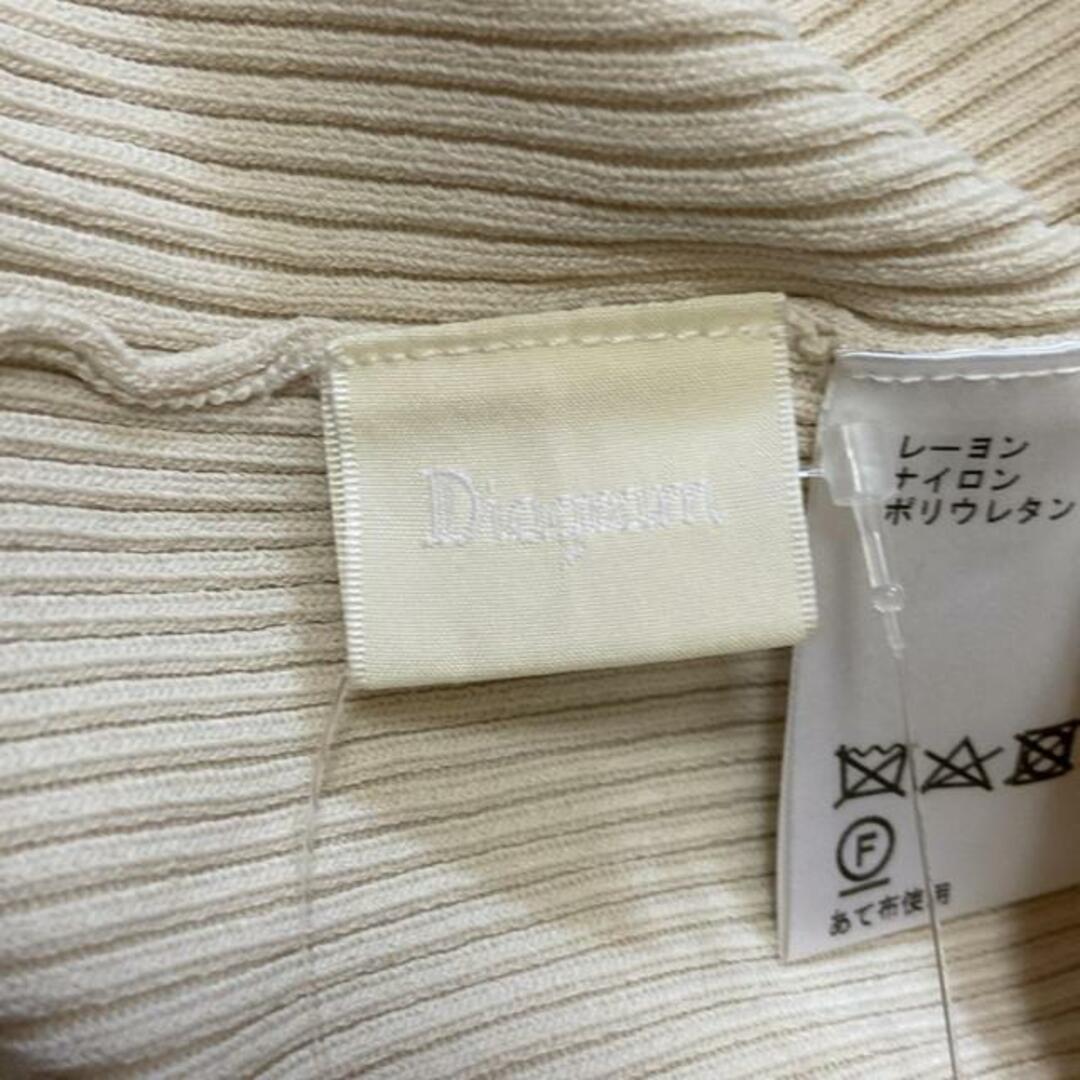 Diagram
レーヨン
ナイロン
ポリウレタン
F
あて布使用